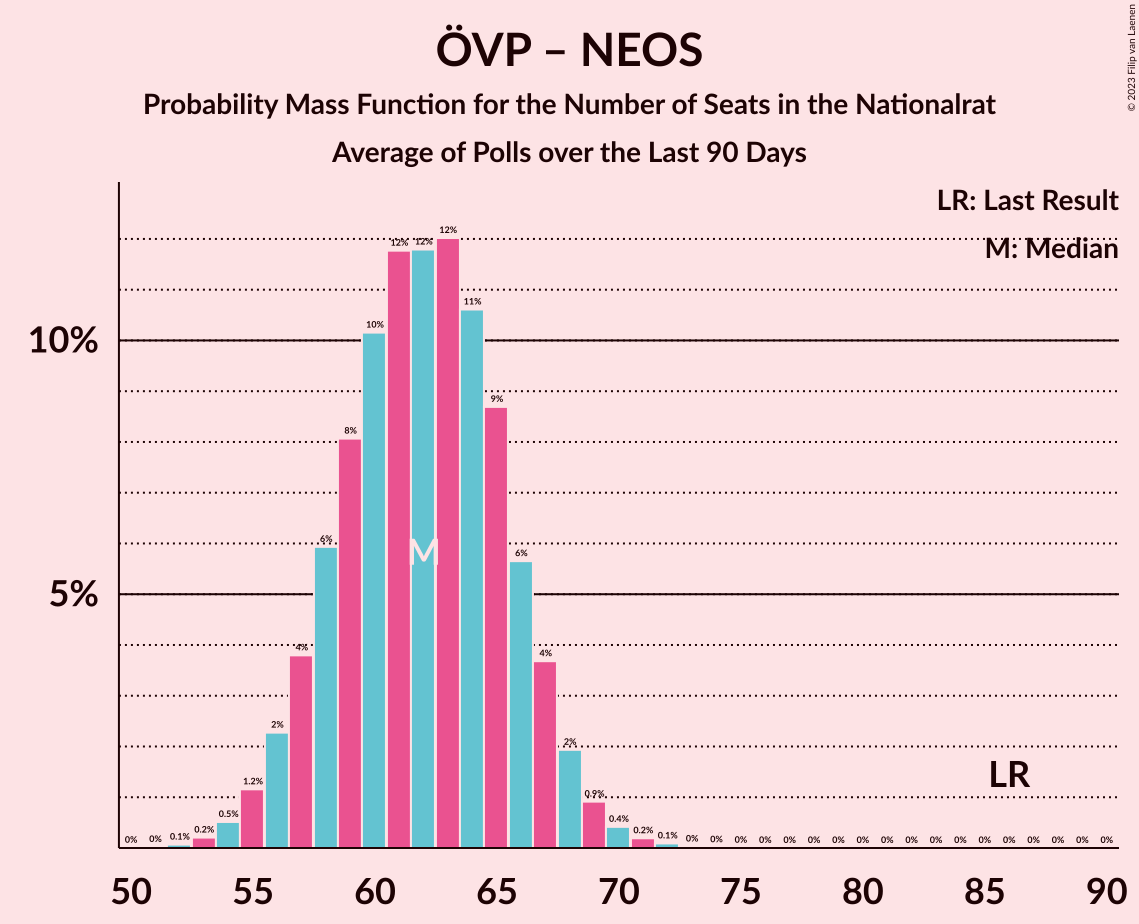 ÖVP – NEOS
Probability Mass Function for the Number of Seats in the Nationalrat
Average of Polls over the Last 90 Days
© 2023 Filip van Laenen
LR: Last Result
M: Median
10%
5%
0% 0% 0.1% 0.2% 0.5% 1.2% 2% 4% 6% 8% 10% 12% 12% 12% 11% 9% 6% 4% 2% 0.9% 0.4% 0.2% 0.1% 0% 0% 0% 0% 0% 0% 0% 0% 0% 0% 0% 0% 0% 0% 0% 0% 0% 0%
M
LR
50 55 60 65 70 75 80 85 90